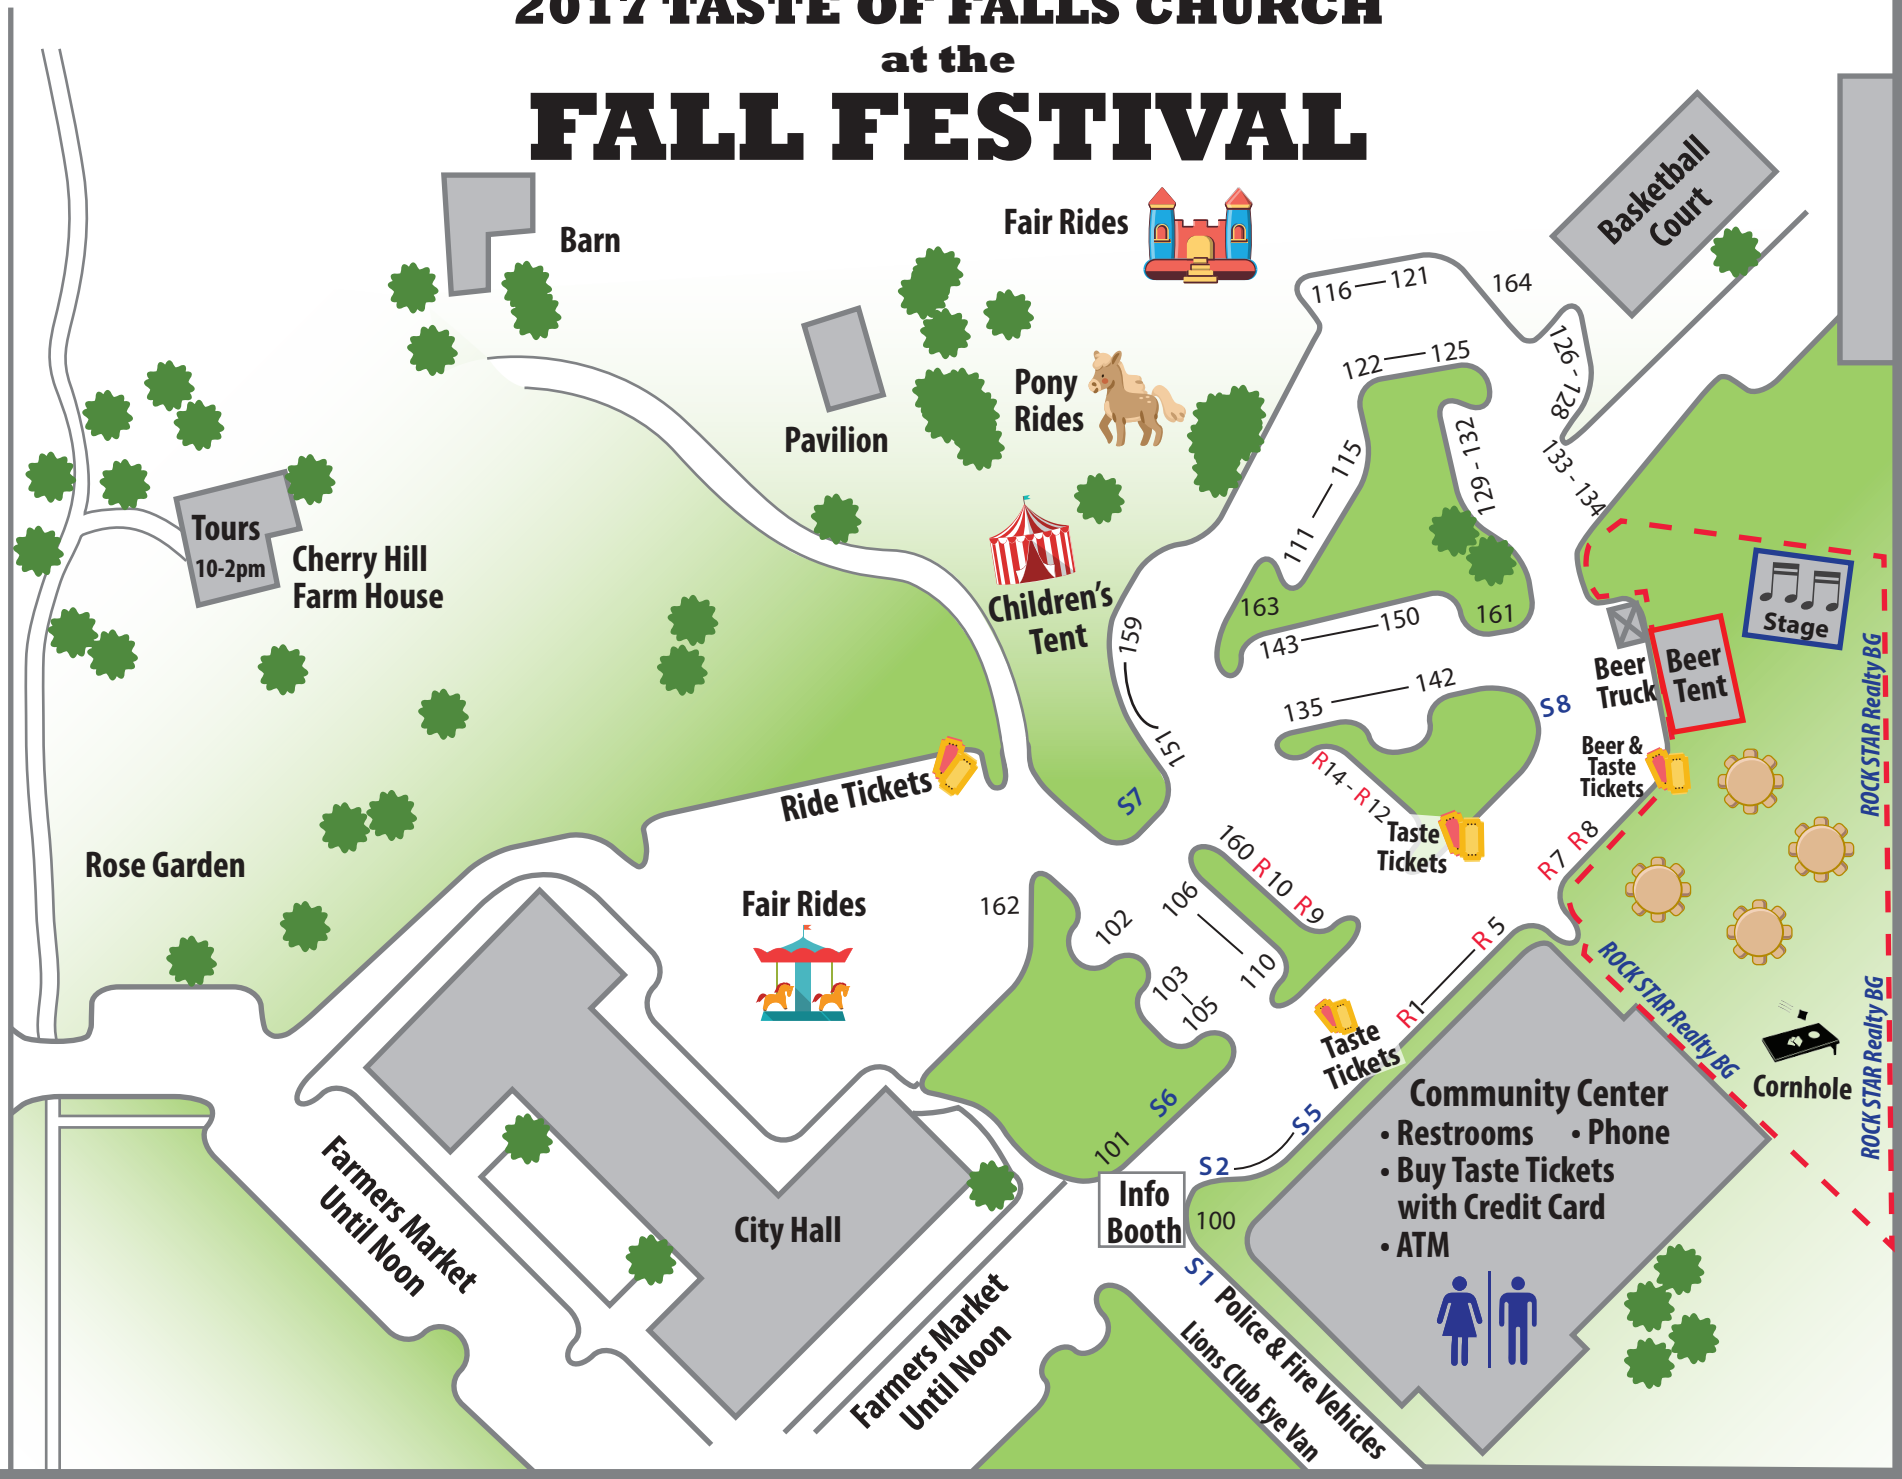 2017 TASTE OF FALLS CHURCH
at the
FALL FESTIVAL
Barn
Fair Rides
Basketball
Court
116 — 121
164
126 - 128
122 — 125
Pony
Rides
Pavilion
129 - 132
133 - 134
111 — 115
Tours
10-2pm
Cherry Hill
Farm House
Children's
Tent
159
151
163
143 — 150
161
Stage
Beer
Truck
Beer
Tent
ROCKSTAR Realty BG
135 — 142
S8
Beer &
Taste
Tickets
Ride Tickets
S7
R14 - R12
Taste
Tickets
R7 R8
Rose Garden
160 R10 R9
Fair Rides
162
102
106
110
103 - 105
R1 — R5
Taste
Tickets
ROCK STAR Realty BG
ROCK STAR Realty BG
Cornhole
S6
101
S5
S2
Community Center
• Restrooms • Phone
• Buy Taste Tickets
with Credit Card
• ATM
Info
Booth
100
S1
City Hall
Farmers Market
Until Noon
Farmers Market
Until Noon
Police & Fire Vehicles
Lions Club Eye Van